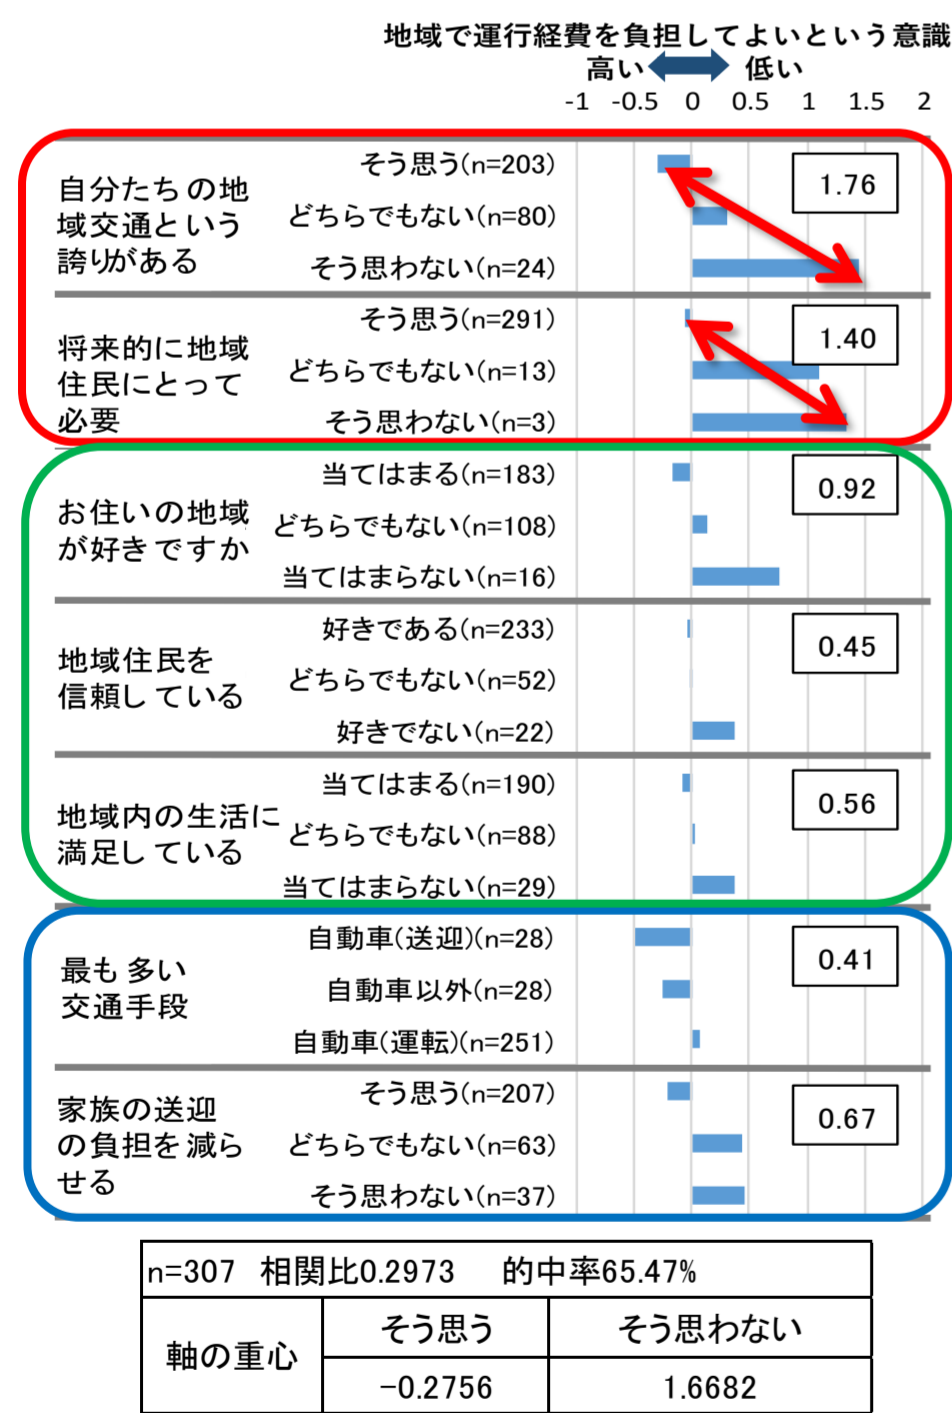 地域で運行経費を負担してよいという意識
高い 低い
-1 -0.5 0 0.5 1 1.5 2
自分たちの地
域交通という
誇りがある
そう思う(n=203)
どちらでもない(n=80)
そう思わない(n=24)
1.76
将来的に地域
住民にとって
必要
そう思う(n=291)
どちらでもない(n=13)
そう思わない(n=3)
1.40
お住いの地域
が好きですか
当てはまる(n=183)
どちらでもない(n=108)
当てはまらない(n=16)
0.92
地域住民を
信頼している
好きである(n=233)
どちらでもない(n=52)
好きでない(n=22)
0.45
地域内の生活に
満足している
当てはまる(n=190)
どちらでもない(n=88)
当てはまらない(n=29)
0.56
最も多い
交通手段
自動車(送迎)(n=28)
自動車以外(n=28)
自動車(運転)(n=251)
0.41
家族の送迎
の負担を減ら
せる
そう思う(n=207)
どちらでもない(n=63)
そう思わない(n=37)
0.67
n=307 相関比0.2973 的中率65.47%
軸の重心
そう思う そう思わない
-0.2756 1.6682